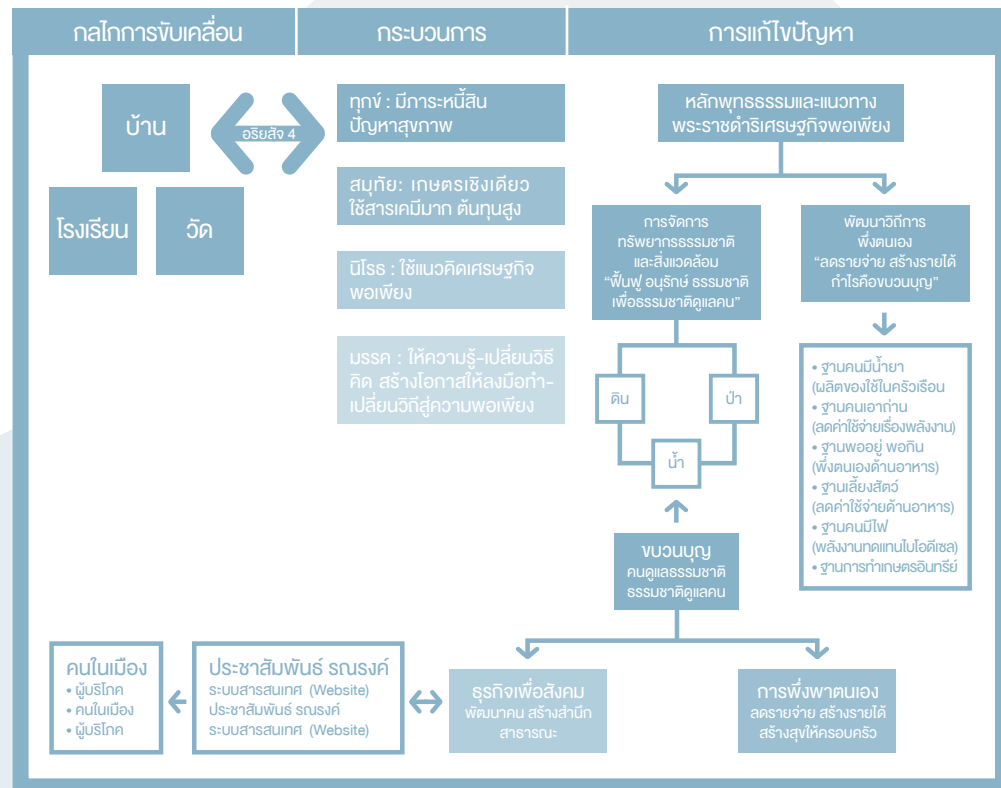 กลไกการขับเคลื่อน
กระบวนการ
การแก้ไขปัญหา
บ้าน
โรงเรียน
วัด
อริยสัจ 4
ทุกข์ : มีภาระหนี้สิน
ปัญหาสุขภาพ
สมุทัย: เกษตรเชิงเดียว
ใช้สารเคมีมาก ต้นทุนสูง
นิโรธ : ใช้แนวคิดเศรษฐกิจ
พอเพียง
มรรค : ให้ความรู้-เปลี่ยนวิธี
คิด สร้างโอกาสให้ลงมือทำ-
เปลี่ยนวิถีสู่ความพอเพียง
หลักพุทธธรรมและแนวทาง
พระราชดำริเศรษฐกิจพอเพียง
การจัดการ
ทรัพยากรธรรมชาติ
และสิ่งแวดล้อม
“ฟื้นฟู อนุรักษ์ ธรรมชาติ
เพื่อธรรมชาติดูแลคน”
พัฒนาวิถีการ
พึ่งตนเอง
“ลดรายจ่าย สร้างรายได้
กำไรคือขบวนบุญ”
ดิน
ป่า
น้ำ
• ฐานคนมีน้ำยา
(ผลิตของใช้ในครัวเรือน
• ฐานคนเอาถ่าน
(ลดค่าใช้จ่ายเรื่องพลังงาน)
• ฐานพออยู่ พอกิน
(พึ่งตนเองด้านอาหาร)
• ฐานเลี้ยงสัตว์
(ลดค่าใช้จ่ายด้านอาหาร)
• ฐานคนมีไฟ
(พลังงานทดแทนไบโอดีเซล)
• ฐานการทำเกษตรอินทรีย์
ขบวนบุญ
คนดูแลธรรมชาติ
ธรรมชาติดูแลคน
คนในเมือง
• ผู้บริโภค
• คนในเมือง
• ผู้บริโภค
ประชาสัมพันธ์ รณรงค์
ระบบสารสนเทศ (Website)
ประชาสัมพันธ์ รณรงค์
ระบบสารสนเทศ (Website)
ธุรกิจเพื่อสังคม
พัฒนาคน สร้างสำนึก
สาธารณะ
การพึ่งพาตนเอง
ลดรายจ่าย สร้างรายได้
สร้างสุขให้ครอบครัว